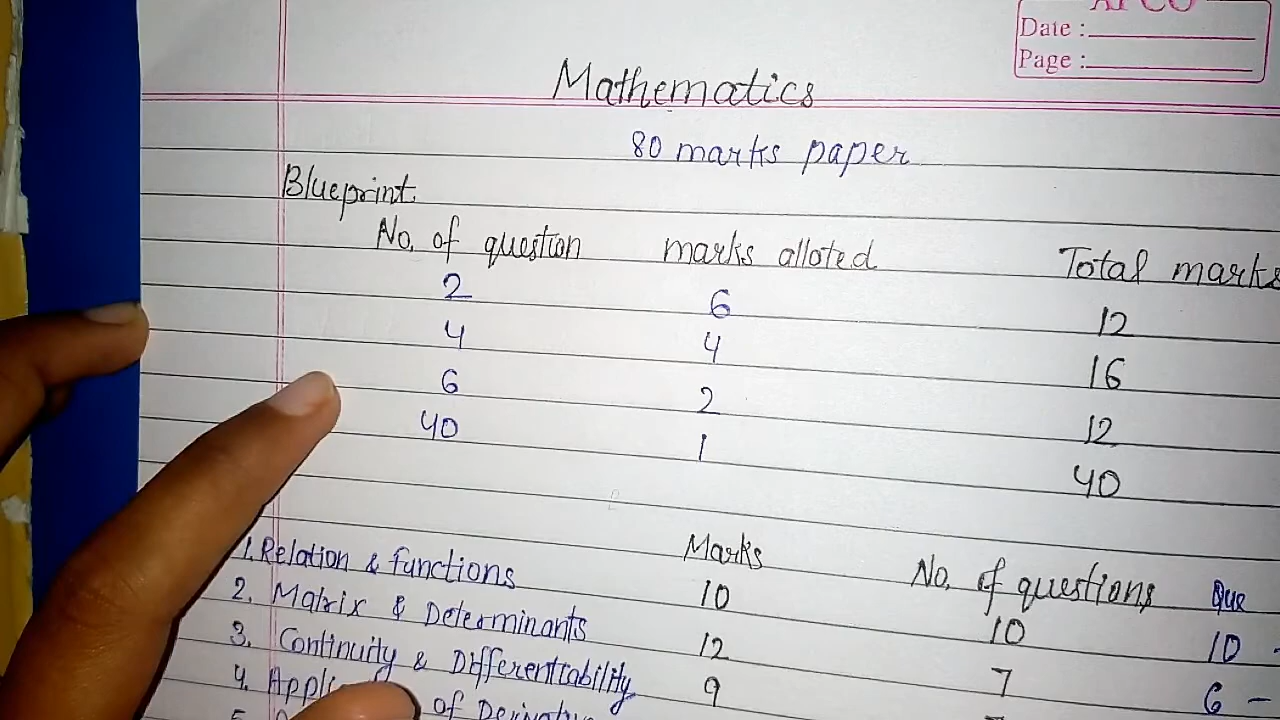 Date :
Page :
Mathematics
80 marks paper
Blueprint.
No. of question marks alloted Total marks
2 6 12
4 4 16
6 2 12
40 1 40
Marks No. of questions Que
1. Relation & functions 10 10 10
2. Matrix & Determinants 12 7 6 -
3. Continuity & Differentiability 9
4. of